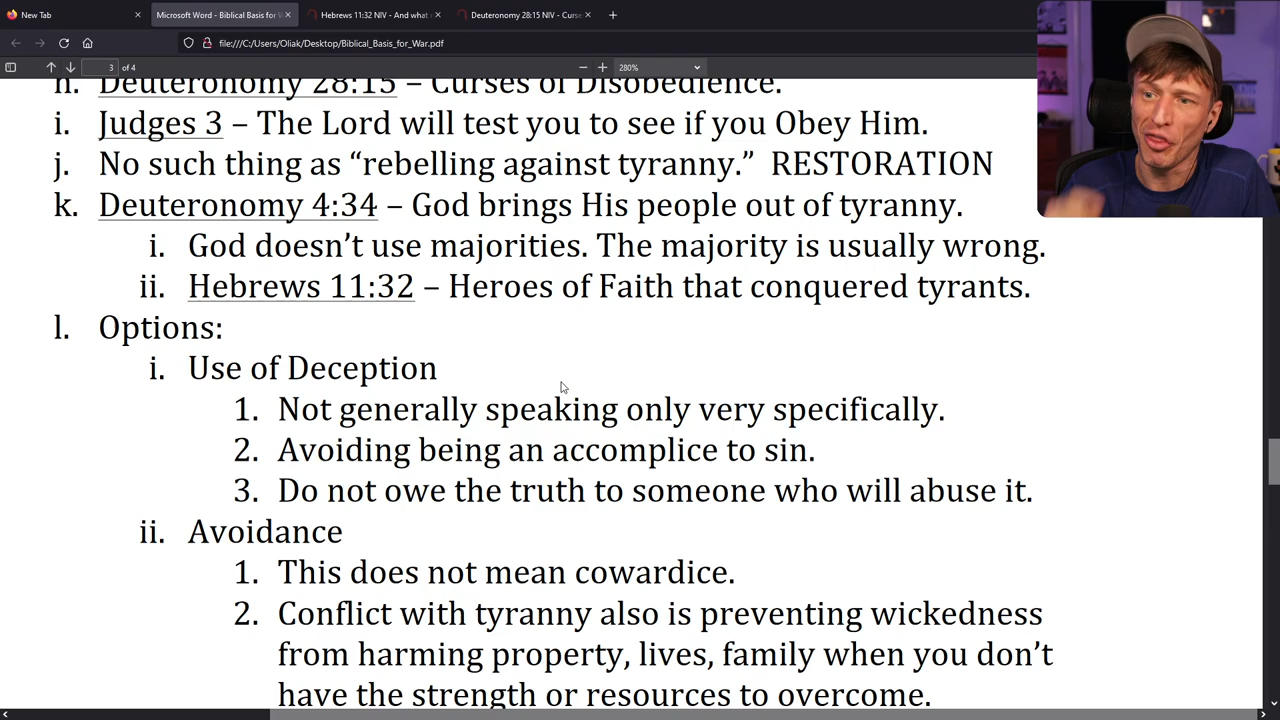 New Tab
Microsoft Word - Biblical Basis for W
Hebrews 11:32 NIV - And what
Deuteronomy 28:15 NIV - Curse
file:///C:/Users/Oliak/Desktop/Biblical_Basis_for_War.pdf
3 of 4
280%
h. Deuteronomy 28:15 – Curses of Disobedience.
i. Judges 3 – The Lord will test you to see if you Obey Him.
j. No such thing as “rebelling against tyranny.” RESTORATION
k. Deuteronomy 4:34 – God brings His people out of tyranny.
i. God doesn’t use majorities. The majority is usually wrong.
ii. Hebrews 11:32 – Heroes of Faith that conquered tyrants.
l. Options:
i. Use of Deception
1. Not generally speaking only very specifically.
2. Avoiding being an accomplice to sin.
3. Do not owe the truth to someone who will abuse it.
ii. Avoidance
1. This does not mean cowardice.
2. Conflict with tyranny also is preventing wickedness
from harming property, lives, family when you don’t
have the strength or resources to overcome.